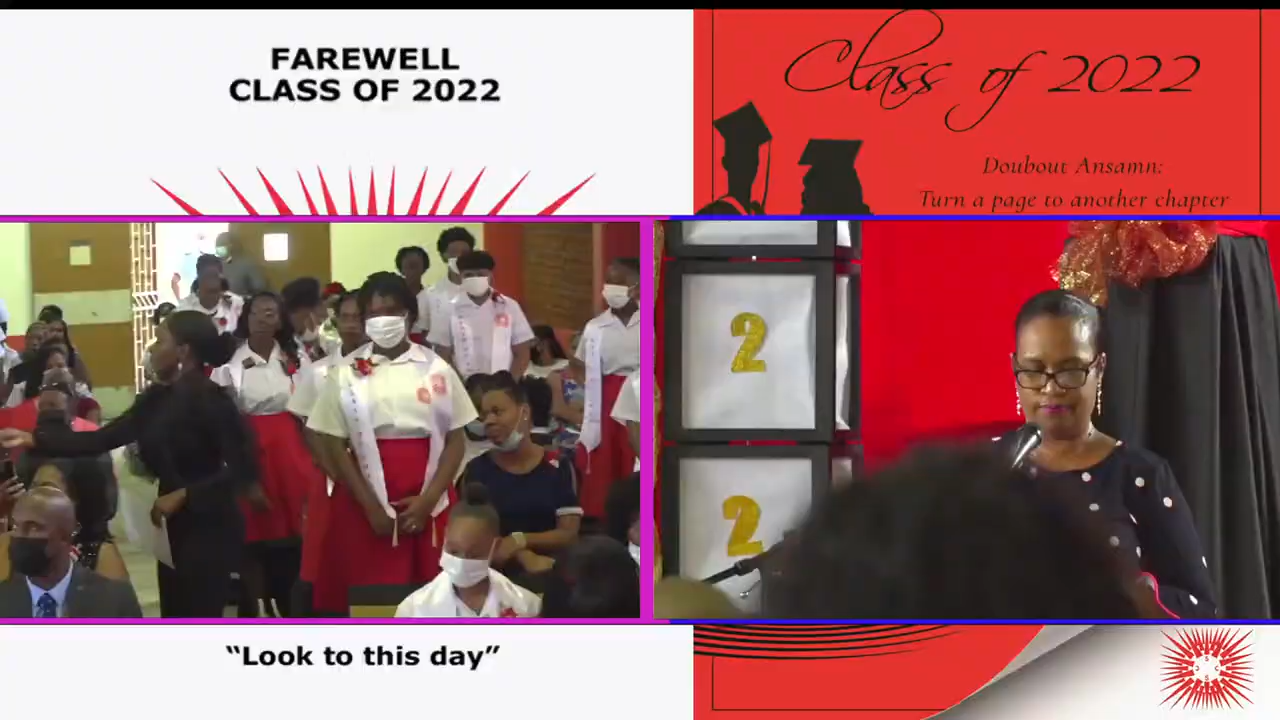 FAREWELL
CLASS OF 2022
Class of 2022
Doubout Ansamn:
Turn a page to another chapter
2
2
“Look to this day”